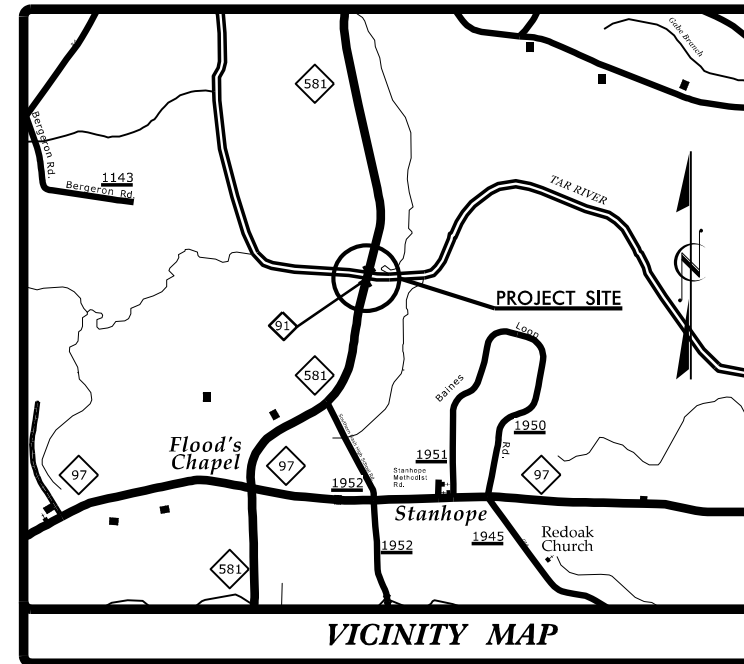 Gabe Branch
581
Bergeron Rd.
1143
Bergeron Rd.
TAR RIVER
PROJECT SITE
91
Loop
581
Baines
1950
Rd.
Flood's
Chapel
1951
97
97
97
Stanhope
Methodist
Rd.
1952
Stanhope
1945
Redoak
Church
1952
581
VICINITY MAP